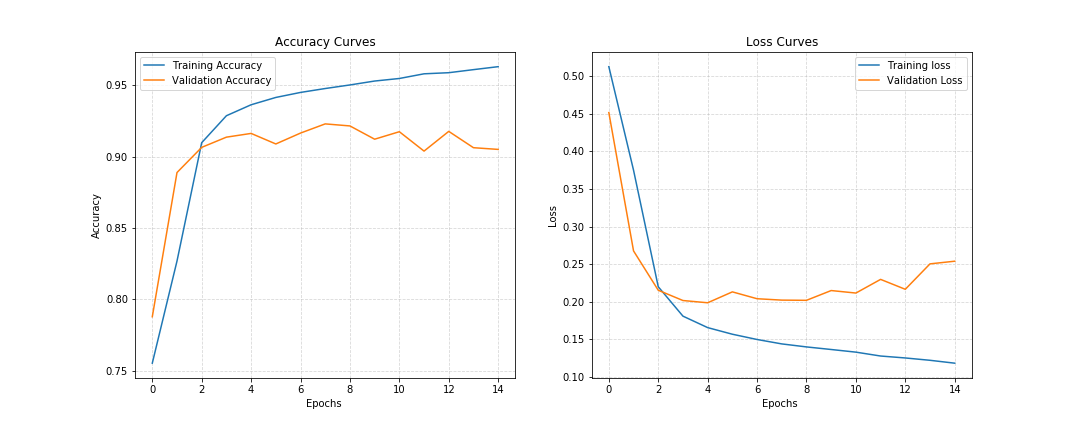 Accuracy Curves
Training Accuracy
Validation Accuracy
0.95
0.90
0.85
0.80
0.75
Accuracy
0 2 4 6 8 10 12 14
Epochs
Loss Curves
Training loss
Validation Loss
0.50
0.45
0.40
0.35
0.30
0.25
0.20
0.15
0.10
Loss
0 2 4 6 8 10 12 14
Epochs